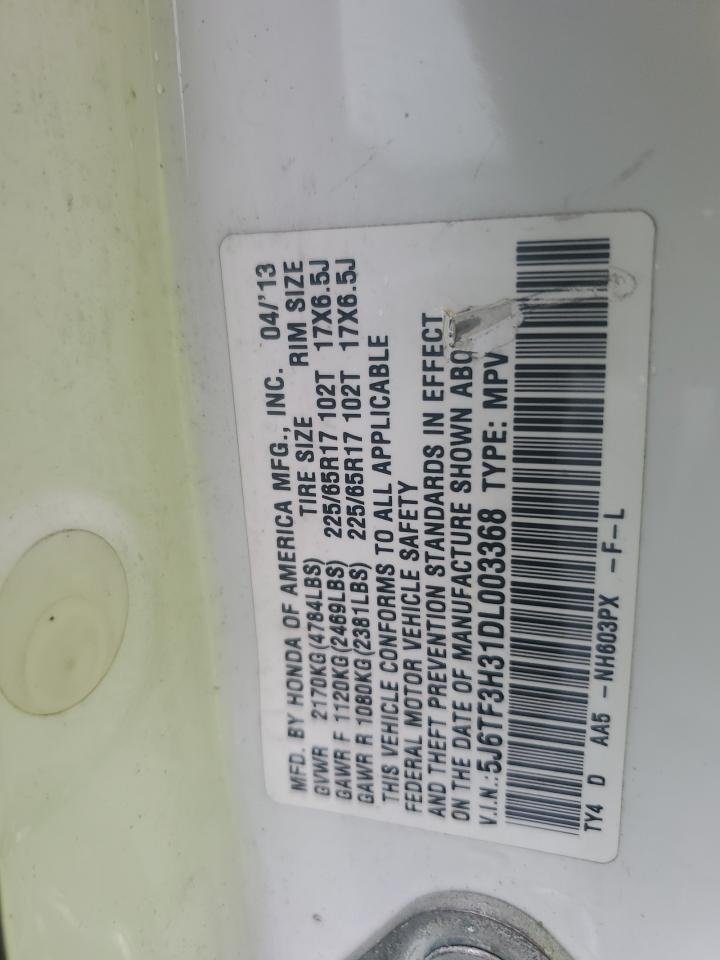 MFD. BY HONDA OF AMERICA MFG., INC. 04/'13
TIRE SIZE RIM SIZE
GVWR 2170KG(4784LBS)
GAWR F 1120KG(2469LBS) 225/65R17 102T 17X6.5J
GAWR R 1080KG(2381LBS) 225/65R17 102T 17X6.5J
THIS VEHICLE CONFORMS TO ALL APPLICABLE
FEDERAL MOTOR VEHICLE SAFETY
AND THEFT PREVENTION STANDARDS IN EFFECT
ON THE DATE OF MANUFACTURE SHOWN ABO
V.I.N.:5J6TF3H31DL003368 TYPE: MPV
TY4 D AA5 -NH603PX -F-L